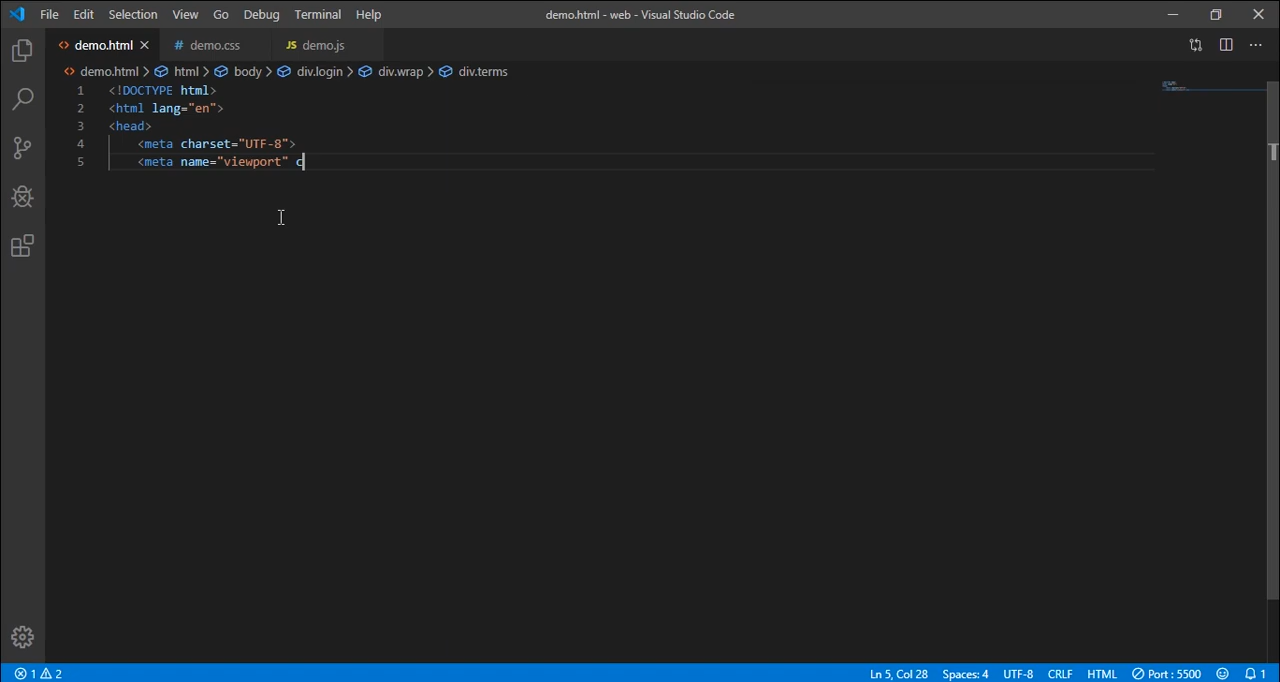 File Edit Selection View Go Debug Terminal Help demo.html - web - Visual Studio Code
<> demo.html # demo.css JS demo.js
<> demo.html > html > body > div.login > div.wrap > div.terms
1 <!DOCTYPE html>
2 <html lang="en">
3 <head>
4 <meta charset="UTF-8">
5 <meta name="viewport" c
1 2 Ln 5, Col 28 Spaces: 4 UTF-8 CRLF HTML Port : 5500 1